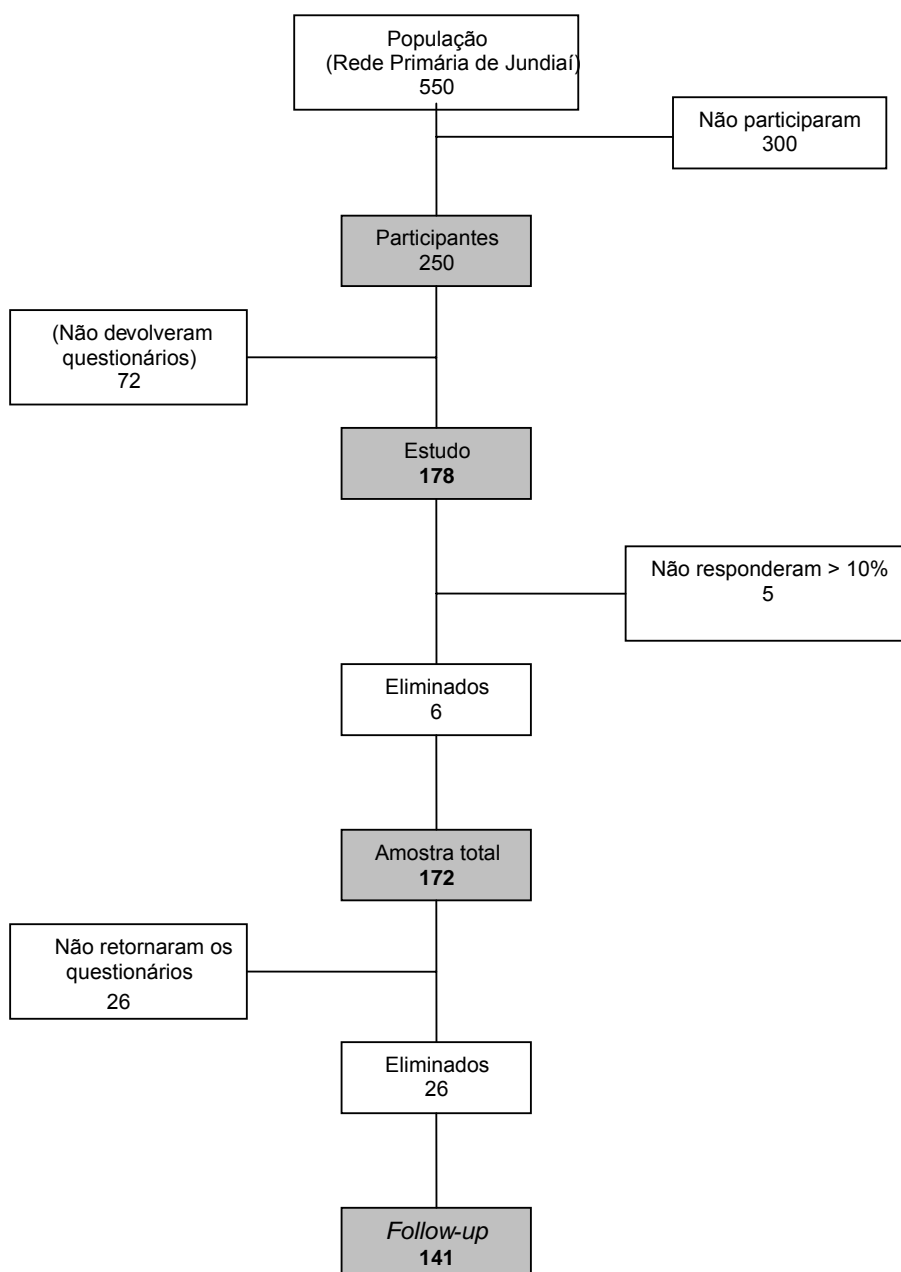 População
(Rede Primária de Jundiaí)
550
Não participaram
300
Participantes
250
(Não devolveram
questionários)
72
Estudo
178
Não responderam > 10%
5
Eliminados
6
Amostra total
172
Não retornaram os
questionários
26
Eliminados
26
Follow-up
141